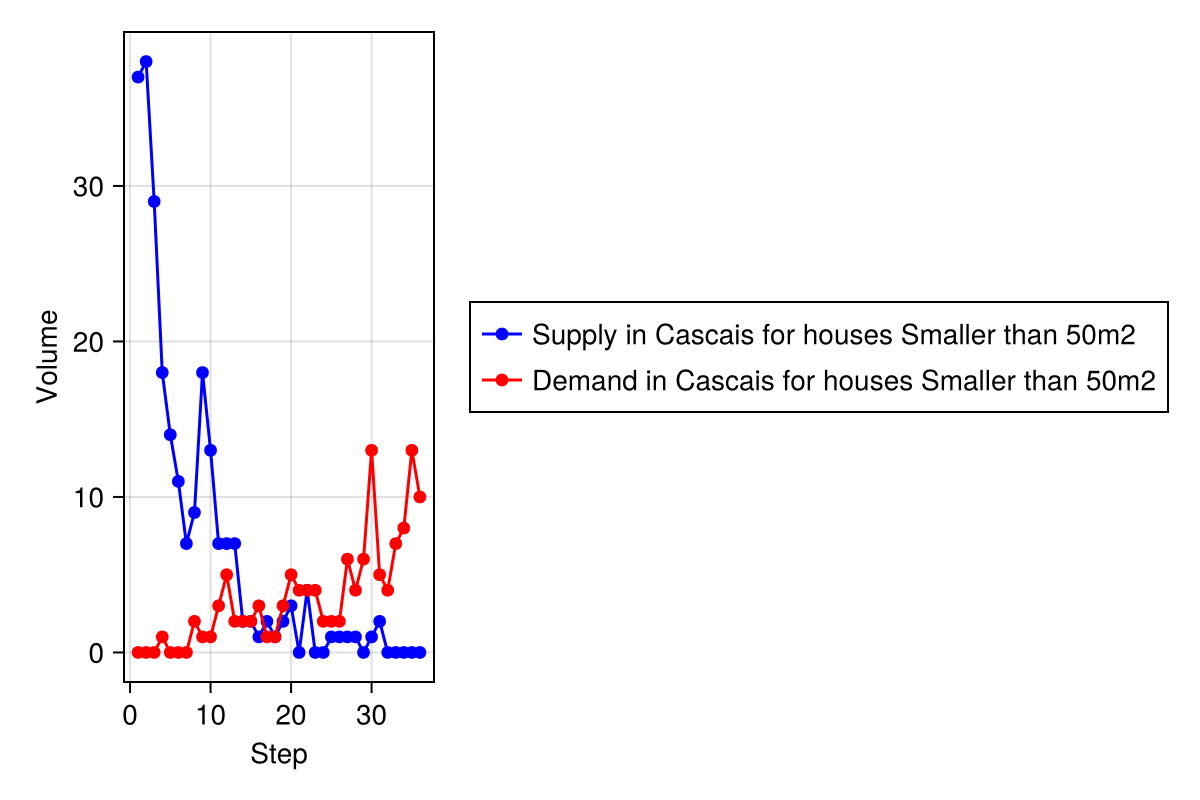 30
20
10
0
Volume
0 10 20 30
Step
Supply in Cascais for houses Smaller than 50m2
Demand in Cascais for houses Smaller than 50m2